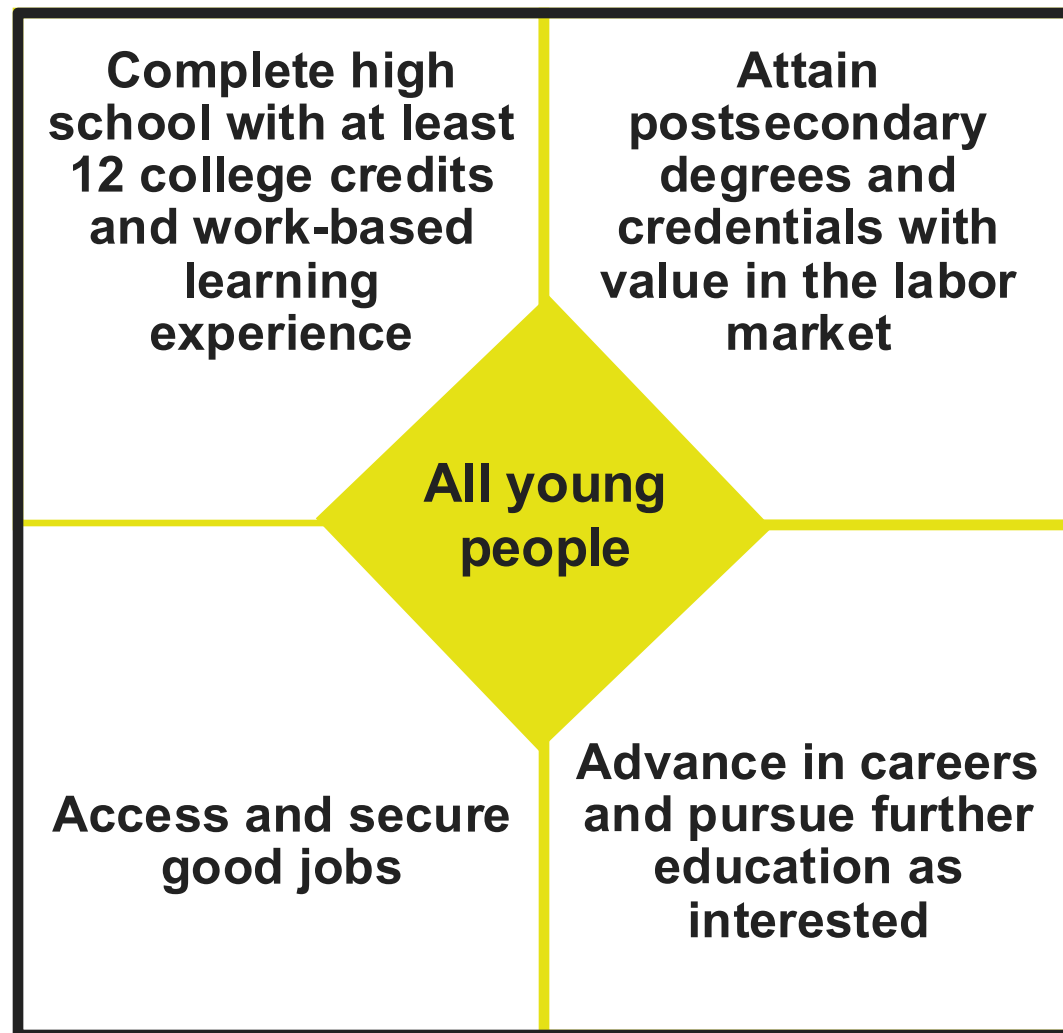 Complete high
school with at least
12 college credits
and work-based
learning
experience
Attain
postsecondary
degrees and
credentials with
value in the labor
market
All young
people
Access and secure
good jobs
Advance in careers
and pursue further
education as
interested